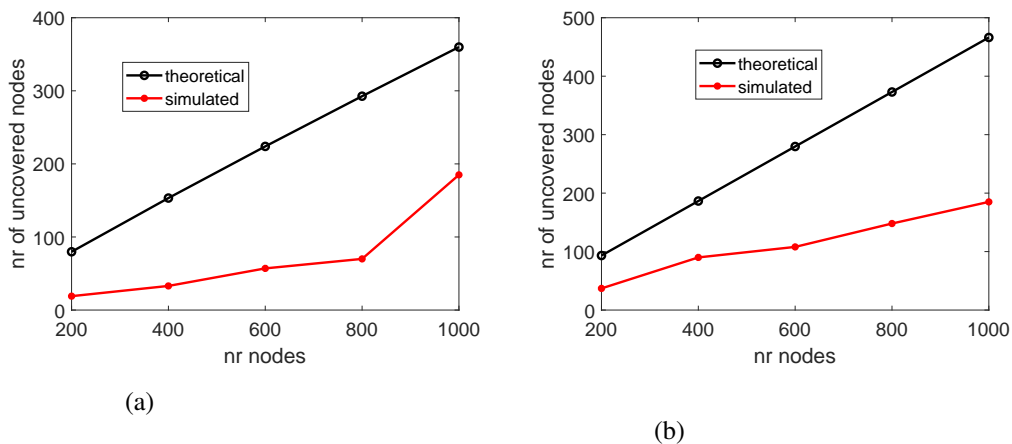 400
300
200
100
0
nr of uncovered nodes
theoretical
simulated
200 400 600 800 1000
nr nodes
(a)
500
400
300
200
100
0
nr of uncovered nodes
theoretical
simulated
200 400 600 800 1000
nr nodes
(b)